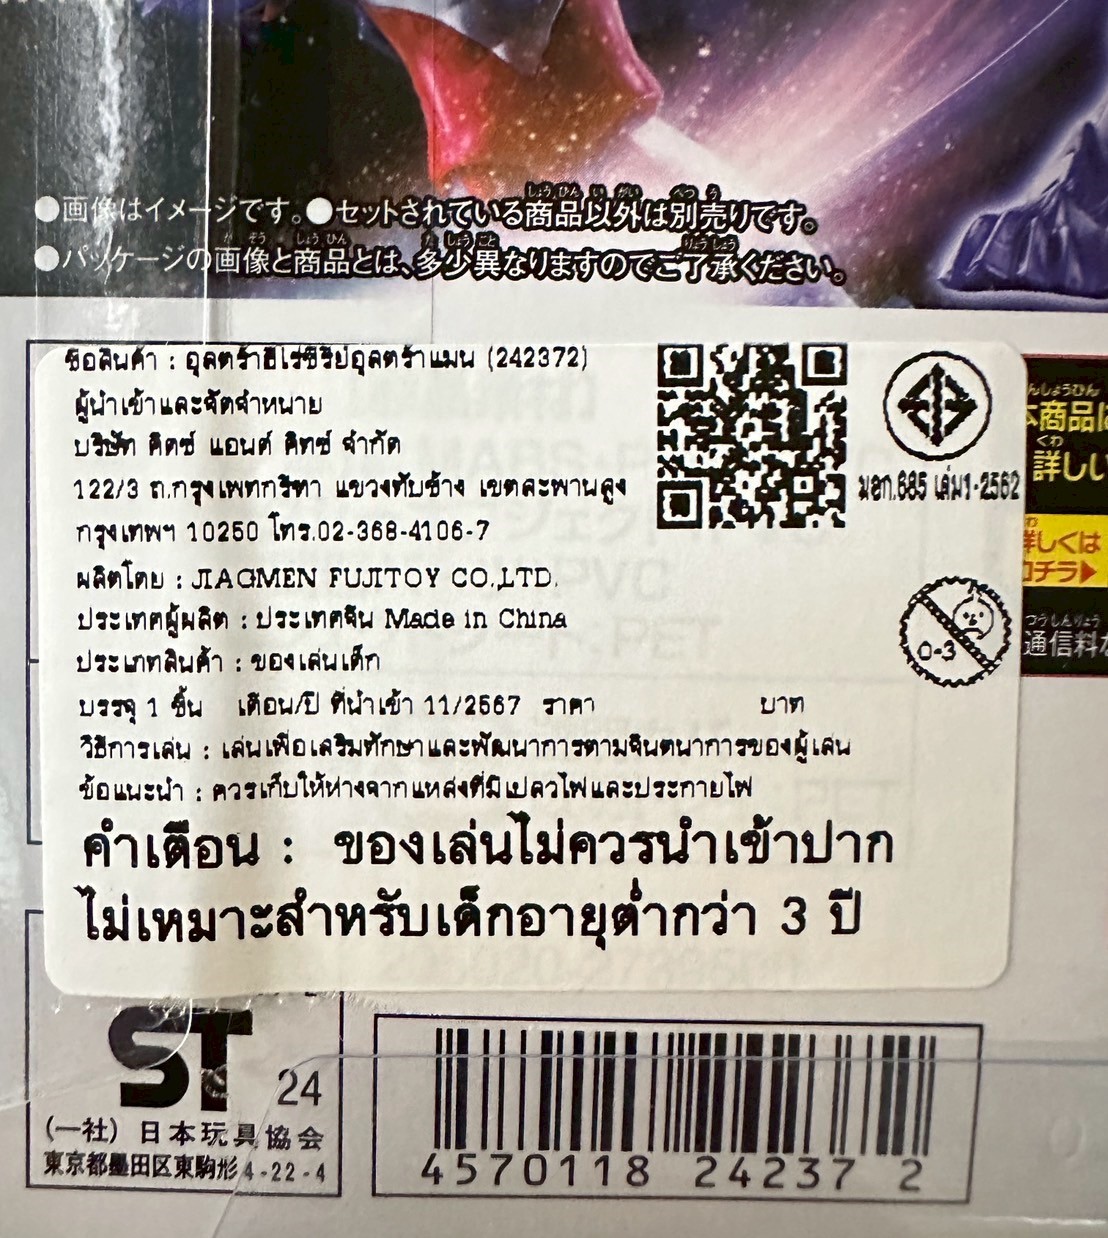 ●画像はイメージです。●セットされている商品以外は別売りです。
●パッケージの画像と商品とは、多少異なりますのでご了承ください。
ชื่อสินค้า : อุลตร้าฮีโร่ซีรีย์อุลตร้าแมน (242372)
ผู้นำเข้าและจัดจำหน่าย
บริษัท คิดซ์ แอนด์ คิทซ์ จำกัด
122/3 ถ.กรุงเทพกรีฑา แขวงทับช้าง เขตสะพานสูง
กรุงเทพฯ 10250 โทร.02-368-4106-7
ผลิตโดย : JIAGMEN FUJITOY CO.,LTD.
ประเทศผู้ผลิต : ประเทศจีน Made in China
ประเภทสินค้า : ของเล่นเด็ก
บรรจุ 1 ชิ้น เดือน/ปี ที่นำเข้า 11/2567 ราคา บาท
วิธีการเล่น : เล่นเพื่อเสริมทักษาและพัฒนาการตามจินตนาการของผู้เล่น
ข้อแนะนำ : ควรเก็บให้ห่างจากแหล่งที่มีเปลวไฟและประกายไฟ
คำเตือน : ของเล่นไม่ควรนำเข้าปาก
ไม่เหมาะสำหรับเด็กอายุต่ำกว่า 3 ปี
มอก.685 เล่ม1-2562
0-3
本商品は
詳しい
詳しくは
コチラ▶
通信料な
ST 24
(一社) 日本玩具協会
東京都墨田区東駒形4-22-4
4570118 242372